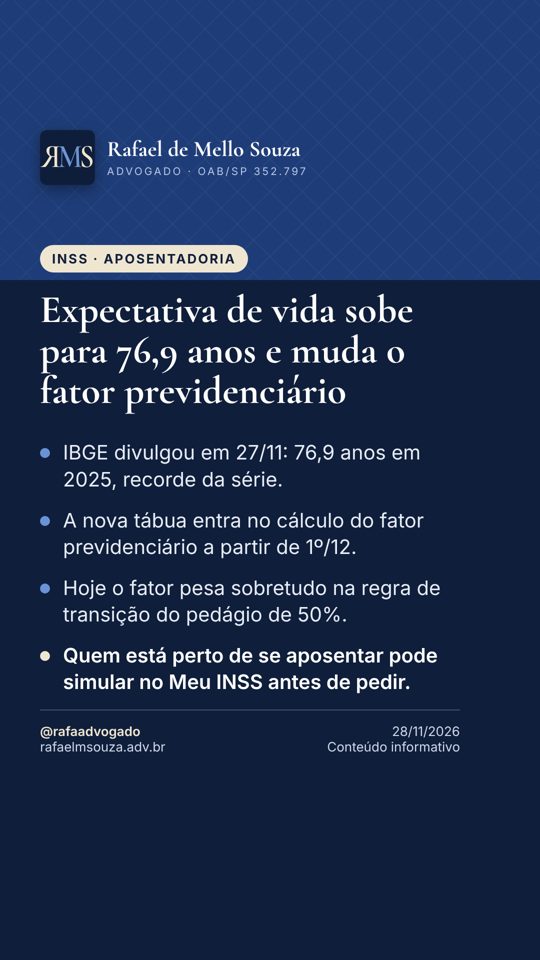 RMS
Rafael de Mello Souza
ADVOGADO · OAB/SP 352.797
INSS · APOSENTADORIA
Expectativa de vida sobe
para 76,9 anos e muda o
fator previdenciário
IBGE divulgou em 27/11: 76,9 anos em
2025, recorde da série.
A nova tábua entra no cálculo do fator
previdenciário a partir de 1º/12.
Hoje o fator pesa sobretudo na regra de
transição do pedágio de 50%.
Quem está perto de se aposentar pode
simular no Meu INSS antes de pedir.
@rafaadvogado
28/11/2026
rafaelmsouza.adv.br
Conteúdo informativo